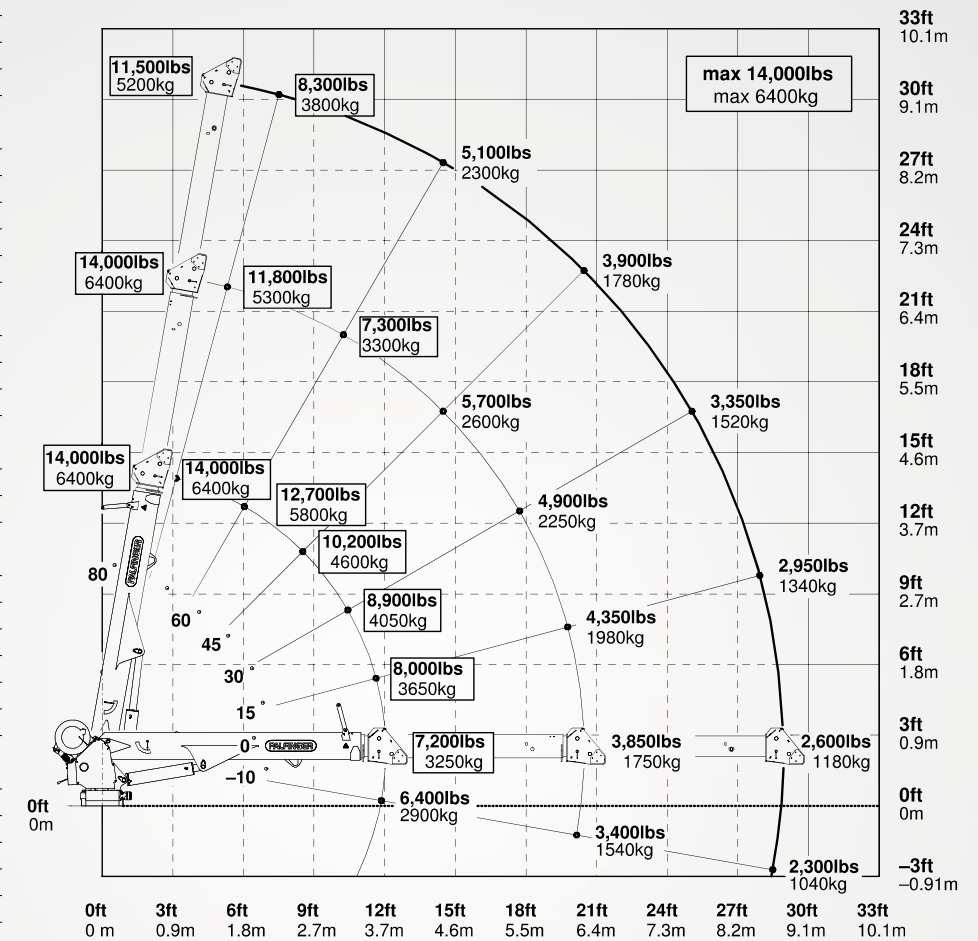 33ft
10.1m
11,500lbs
5200kg
8,300lbs
3800kg
max 14,000lbs
max 6400kg
30ft
9.1m
5,100lbs
2300kg
27ft
8.2m
24ft
7.3m
14,000lbs
6400kg
11,800lbs
5300kg
3,900lbs
1780kg
21ft
6.4m
7,300lbs
3300kg
18ft
5.5m
5,700lbs
2600kg
3,350lbs
1520kg
15ft
4.6m
14,000lbs
6400kg
14,000lbs
6400kg
12,700lbs
5800kg
4,900lbs
2250kg
12ft
3.7m
10,200lbs
4600kg
PALFINGER
80
2,950lbs
1340kg
9ft
2.7m
8,900lbs
4050kg
60
4,350lbs
1980kg
45
6ft
1.8m
30
8,000lbs
3650kg
15
3ft
0.9m
0
PALFINGER
7,200lbs
3250kg
3,850lbs
1750kg
2,600lbs
1180kg
–10
0ft
0m
6,400lbs
2900kg
0ft
0m
3,400lbs
1540kg
2,300lbs
1040kg
–3ft
–0.91m
0ft 3ft 6ft 9ft 12ft 15ft 18ft 21ft 24ft 27ft 30ft 33ft
0 m 0.9m 1.8m 2.7m 3.7m 4.6m 5.5m 6.4m 7.3m 8.2m 9.1m 10.1m